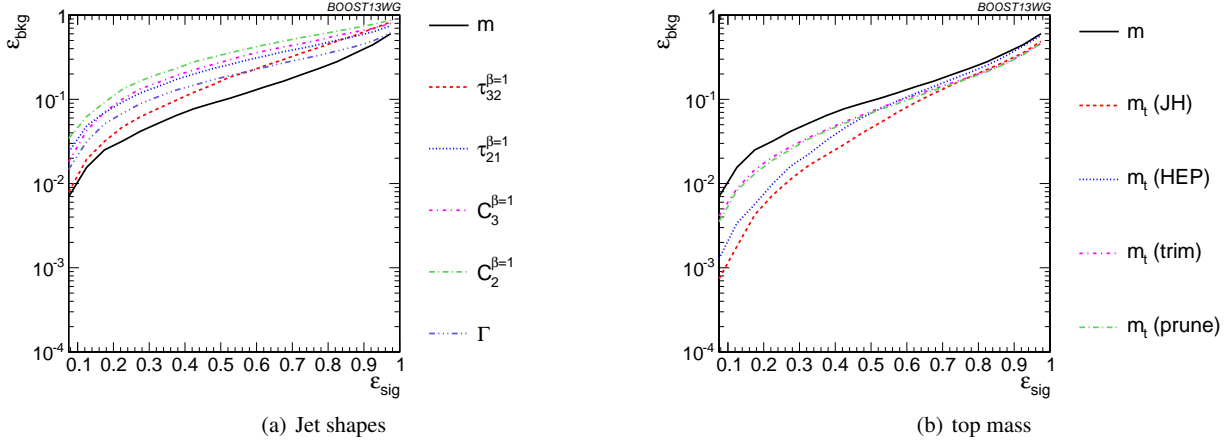 BOOST13WG
ε_bkg
1
10^-1
10^-2
10^-3
10^-4
0.1 0.2 0.3 0.4 0.5 0.6 0.7 0.8 0.9 1
ε_sig
m
τ_32^β=1
τ_21^β=1
C_3^β=1
C_2^β=1
Γ
(a) Jet shapes
BOOST13WG
ε_bkg
1
10^-1
10^-2
10^-3
10^-4
0.1 0.2 0.3 0.4 0.5 0.6 0.7 0.8 0.9 1
ε_sig
m
m_t (JH)
m_t (HEP)
m_t (trim)
m_t (prune)
(b) top mass